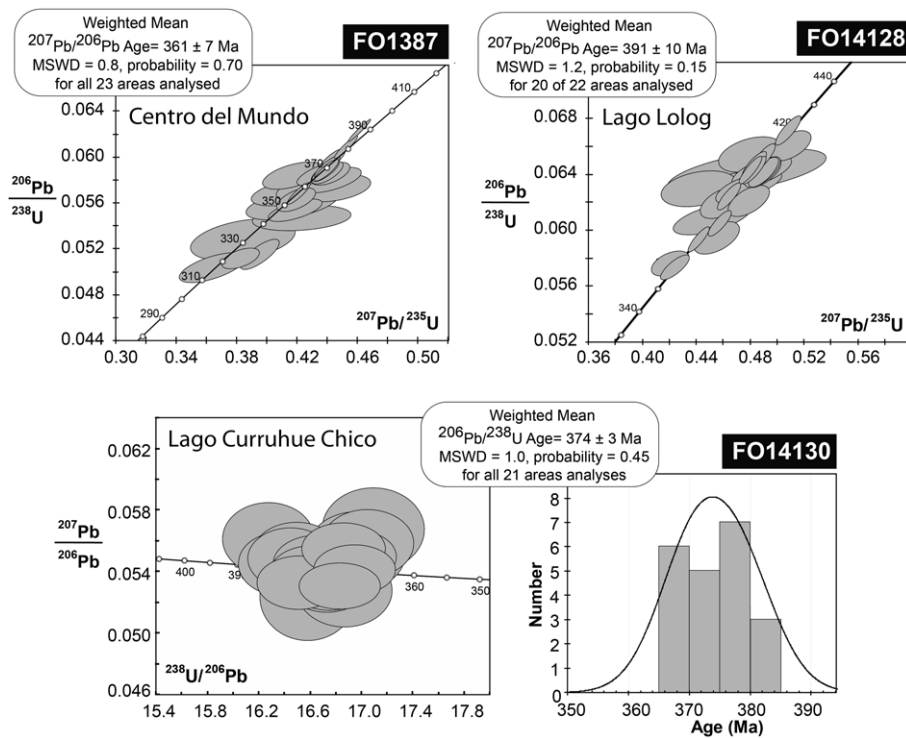 Weighted Mean
²⁰⁷Pb/²⁰⁶Pb Age= 361 ± 7 Ma
MSWD = 0.8, probability = 0.70
for all 23 areas analysed
FO1387
Centro del Mundo
0.064
0.060
0.056
0.052
0.048
0.044
²⁰⁶Pb
²³⁸U
290
310
330
350
370
390
410
²⁰⁷Pb/²³⁵U
0.30 0.34 0.38 0.42 0.46 0.50
Weighted Mean
²⁰⁷Pb/²⁰⁶Pb Age= 391 ± 10 Ma
MSWD = 1.2, probability = 0.15
for 20 of 22 areas analysed
FO14128
Lago Lolog
0.068
0.064
0.060
0.056
0.052
²⁰⁶Pb
²³⁸U
340
420
440
²⁰⁷Pb/²³⁵U
0.36 0.40 0.44 0.48 0.52 0.56
Weighted Mean
²⁰⁶Pb/²³⁸U Age= 374 ± 3 Ma
MSWD = 1.0, probability = 0.45
for all 21 areas analyses
FO14130
Lago Curruhue Chico
0.062
0.058
0.054
0.050
0.046
²⁰⁷Pb
²⁰⁶Pb
400
39
360
350
²³⁸U/²⁰⁶Pb
15.4 15.8 16.2 16.6 17.0 17.4 17.8
8
7
6
5
4
3
2
1
0
Number
350 360 370 380 390
Age (Ma)